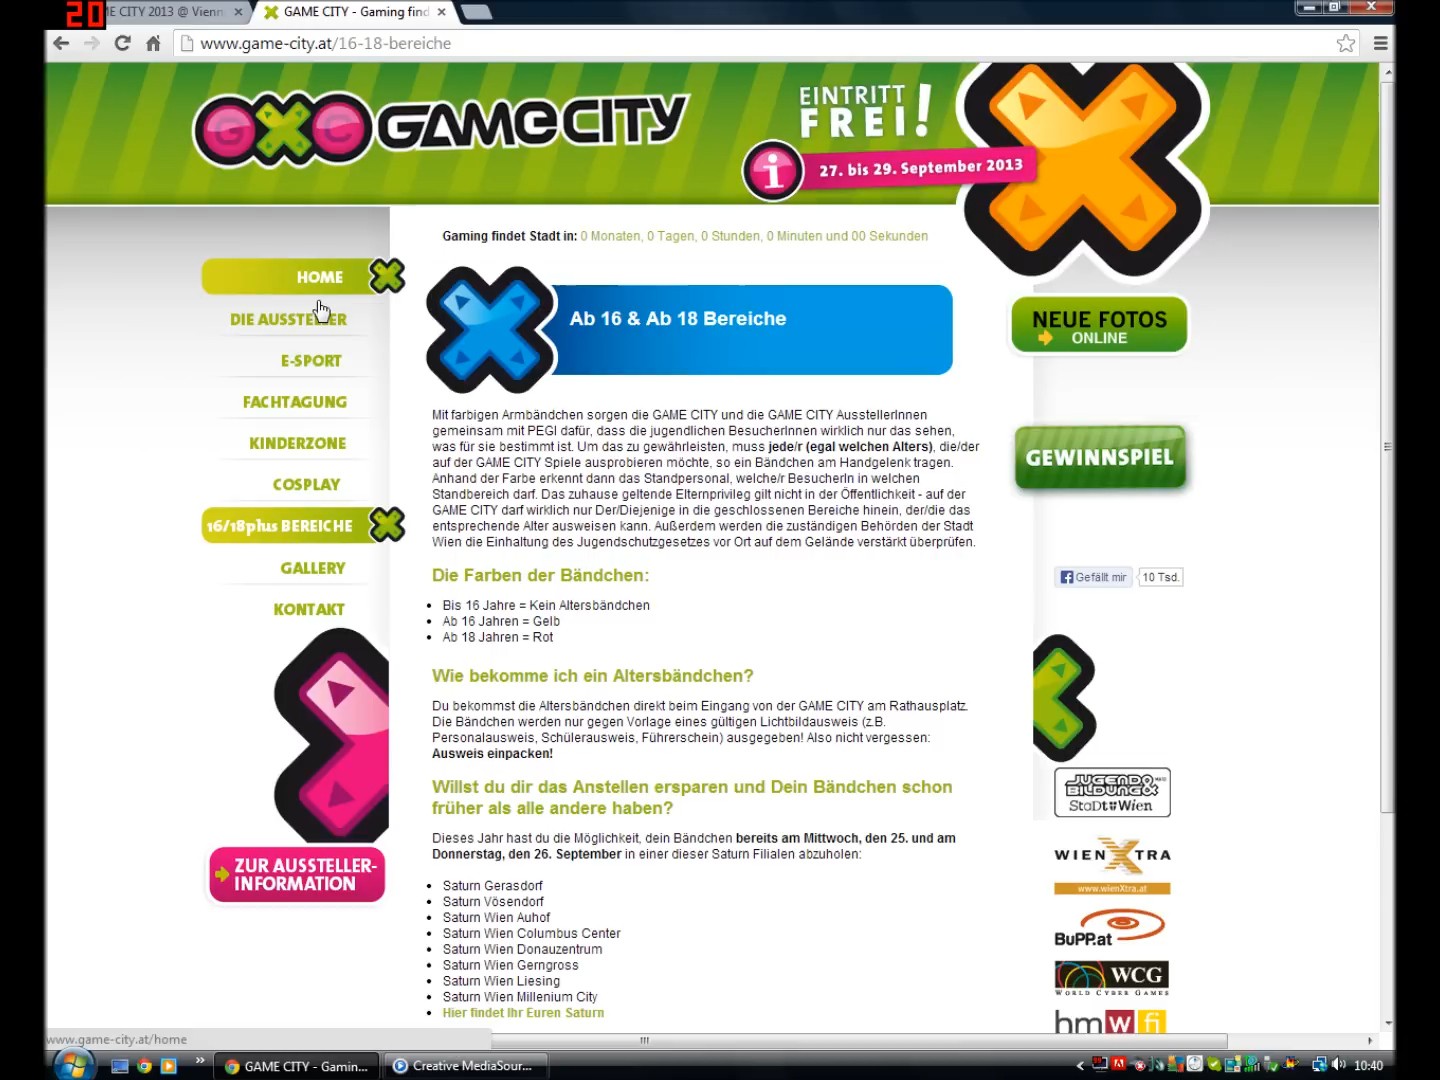 20
E CITY 2013 @ Vienn
GAME CITY - Gaming find
www.game-city.at/16-18-bereiche
G C GAMECITY
EINTRITT
FREI!
i 27. bis 29. September 2013
Gaming findet Stadt in: 0 Monaten, 0 Tagen, 0 Stunden, 0 Minuten und 00 Sekunden
HOME
DIE AUSSTELLER
E-SPORT
FACHTAGUNG
KINDERZONE
COSPLAY
16/18plus BEREICHE
GALLERY
KONTAKT
ZUR AUSSTELLER-
INFORMATION
Ab 16 & Ab 18 Bereiche
Mit farbigen Armbändchen sorgen die GAME CITY und die GAME CITY AusstellerInnen
gemeinsam mit PEGI dafür, dass die jugendlichen BesucherInnen wirklich nur das sehen,
was für sie bestimmt ist. Um das zu gewährleisten, muss jede/r (egal welchen Alters), die/der
auf der GAME CITY Spiele ausprobieren möchte, so ein Bändchen am Handgelenk tragen.
Anhand der Farbe erkennt dann das Standpersonal, welche/r BesucherIn in welchen
Standbereich darf. Das zuhause geltende Elternprivileg gilt nicht in der Öffentlichkeit - auf der
GAME CITY darf wirklich nur Der/Diejenige in die geschlossenen Bereiche hinein, der/die das
entsprechende Alter ausweisen kann. Außerdem werden die zuständigen Behörden der Stadt
Wien die Einhaltung des Jugendschutzgesetzes vor Ort auf dem Gelände verstärkt überprüfen.
Die Farben der Bändchen:
Bis 16 Jahre = Kein Altersbändchen
Ab 16 Jahren = Gelb
Ab 18 Jahren = Rot
Wie bekomme ich ein Altersbändchen?
Du bekommst die Altersbändchen direkt beim Eingang von der GAME CITY am Rathausplatz.
Die Bändchen werden nur gegen Vorlage eines gültigen Lichtbildausweis (z.B.
Personalausweis, Schülerausweis, Führerschein) ausgegeben! Also nicht vergessen:
Ausweis einpacken!
Willst du dir das Anstellen ersparen und Dein Bändchen schon
früher als alle andere haben?
Dieses Jahr hast du die Möglichkeit, dein Bändchen bereits am Mittwoch, den 25. und am
Donnerstag, den 26. September in einer dieser Saturn Filialen abzuholen:
Saturn Gerasdorf
Saturn Vösendorf
Saturn Wien Auhof
Saturn Wien Columbus Center
Saturn Wien Donauzentrum
Saturn Wien Gerngross
Saturn Wien Liesing
Saturn Wien Millenium City
Hier findet Ihr Euren Saturn
NEUE FOTOS
ONLINE
GEWINNSPIEL
Gefällt mir 10 Tsd.
JUGEND&
BILDUNG
StaDt Wien
WIENXTRA
www.wienXtra.at
BuPP.at
WCG
WORLD CYBER GAMES
bmwfi
www.game-city.at/home
GAME CITY - Gamin...
Creative MediaSour...
10:40